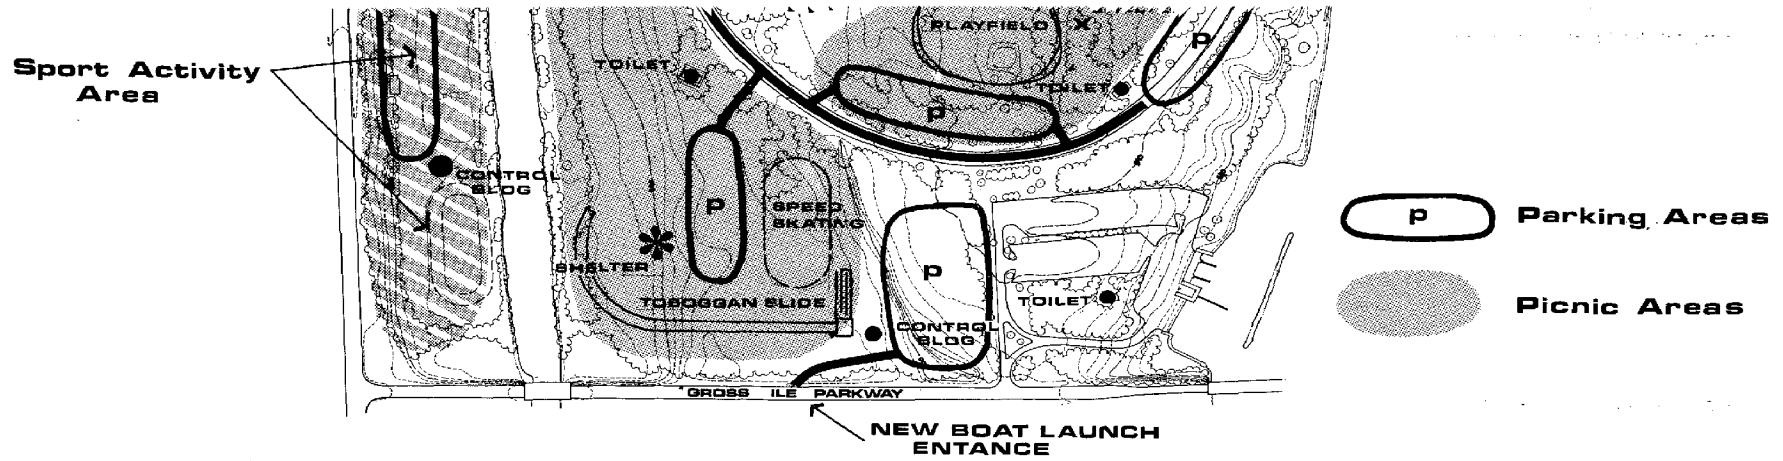 PLAYFIELD X
P
Sport Activity
Area
TOILET
TOILET
P
CONTROL
BLDG
P
SPEED
SKATING
SHELTER
TOBOGGAN SLIDE
P
TOILET
CONTROL
BLDG
P Parking Areas
Picnic Areas
GROSS ILE PARKWAY
NEW BOAT LAUNCH
ENTANCE